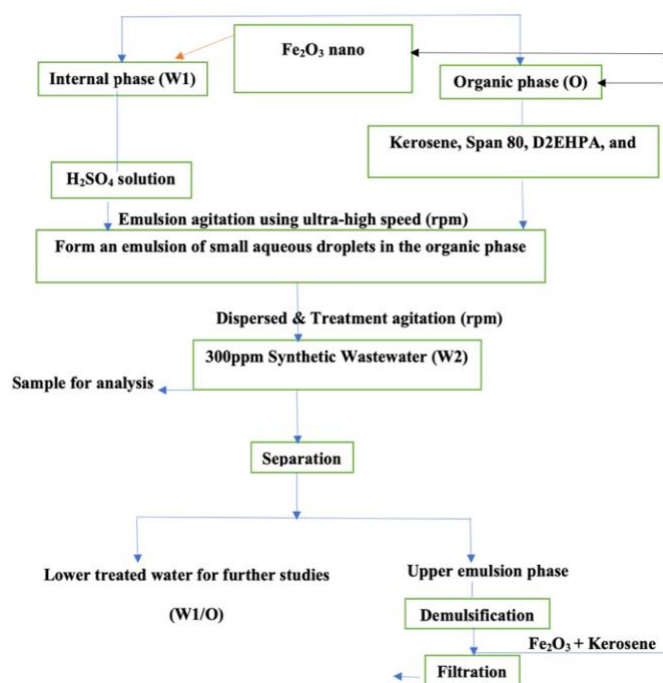 Fe₂O₃ nano
Internal phase (W1)
Organic phase (O)
Kerosene, Span 80, D2EHPA, and
H₂SO₄ solution
Emulsion agitation using ultra-high speed (rpm)
Form an emulsion of small aqueous droplets in the organic phase
Dispersed & Treatment agitation (rpm)
300ppm Synthetic Wastewater (W2)
Sample for analysis
Separation
Lower treated water for further studies
(W1/O)
Upper emulsion phase
Demulsification
Fe₂O₃ + Kerosene
Filtration